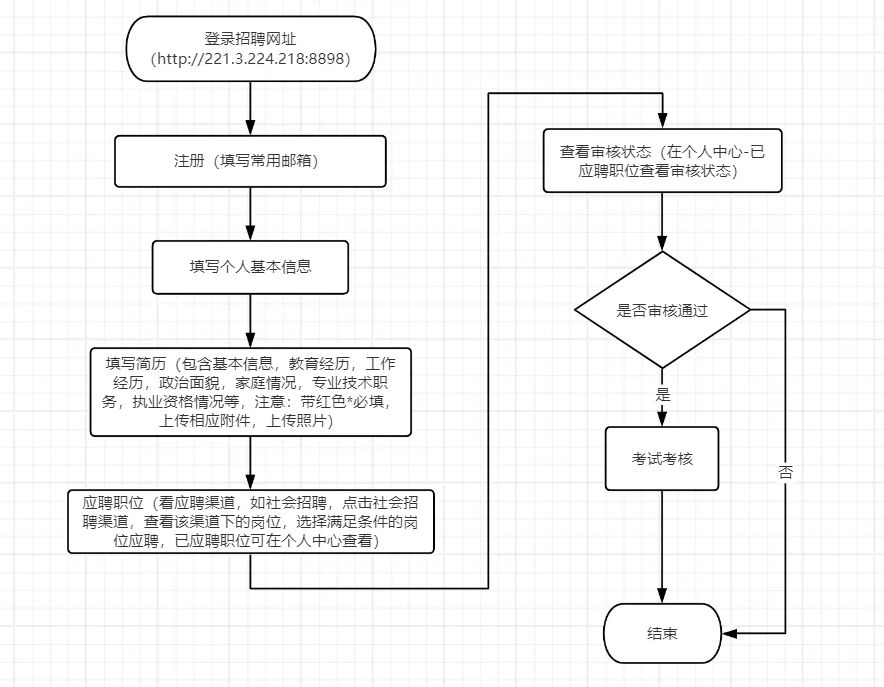 登录招聘网址
（http://221.3.224.218:8898）
注册（填写常用邮箱）
填写个人基本信息
填写简历（包含基本信息，教育经历，工作
经历，政治面貌，家庭情况，专业技术职
务，执业资格情况等，注意：带红色*必填，
上传相应附件，上传照片）
应聘职位（看应聘渠道，如社会招聘，点击社会招
聘渠道，查看该渠道下的岗位，选择满足条件的岗
位应聘，已应聘职位可在个人中心查看）
查看审核状态（在个人中心-已
应聘职位查看审核状态）
是否审核通过
是
考试考核
否
结束